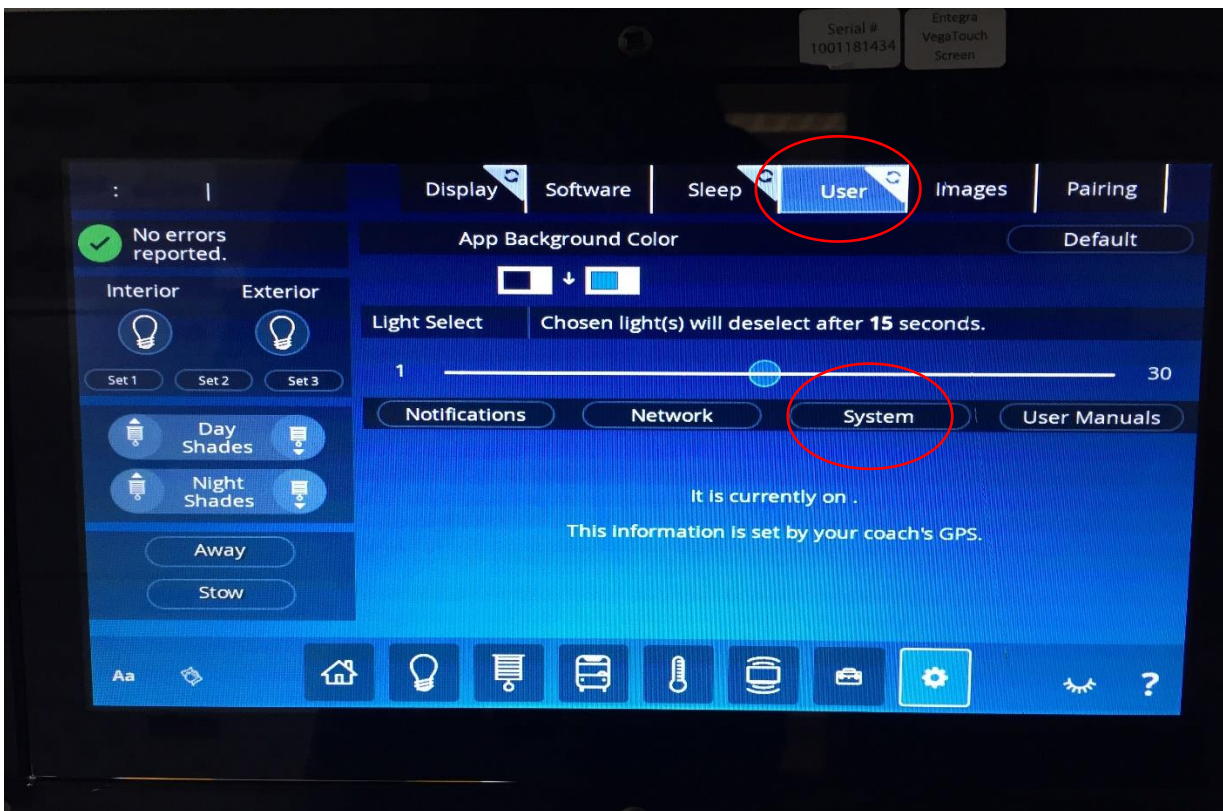 Serial #
1001181434
Entegra
VegaTouch
Screen
: |
Display Software Sleep User Images Pairing
No errors
reported.
App Background Color Default
Interior Exterior
Light Select Chosen light(s) will deselect after 15 seconds.
Set 1 Set 2 Set 3
1 30
Notifications Network System User Manuals
Day
Shades
Night
Shades
It is currently on .
This information is set by your coach's GPS.
Away
Stow
Aa ?